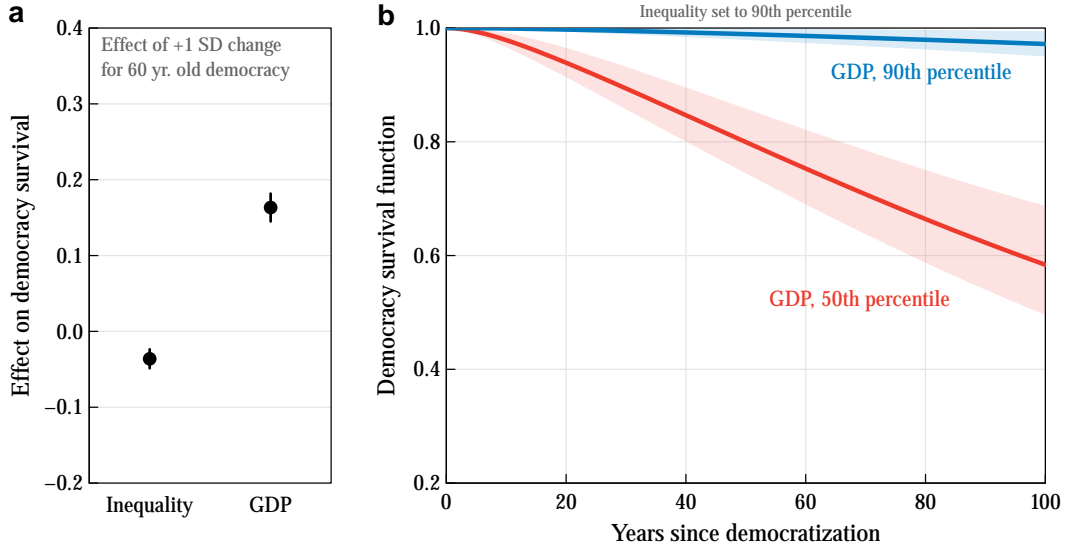 a
Effect on democracy survival
0.4
0.3
0.2
0.1
0.0
−0.1
−0.2
Effect of +1 SD change
for 60 yr. old democracy
Inequality
GDP
b
Inequality set to 90th percentile
Democracy survival function
1.0
0.8
0.6
0.4
0.2
GDP, 90th percentile
GDP, 50th percentile
0
20
40
60
80
100
Years since democratization